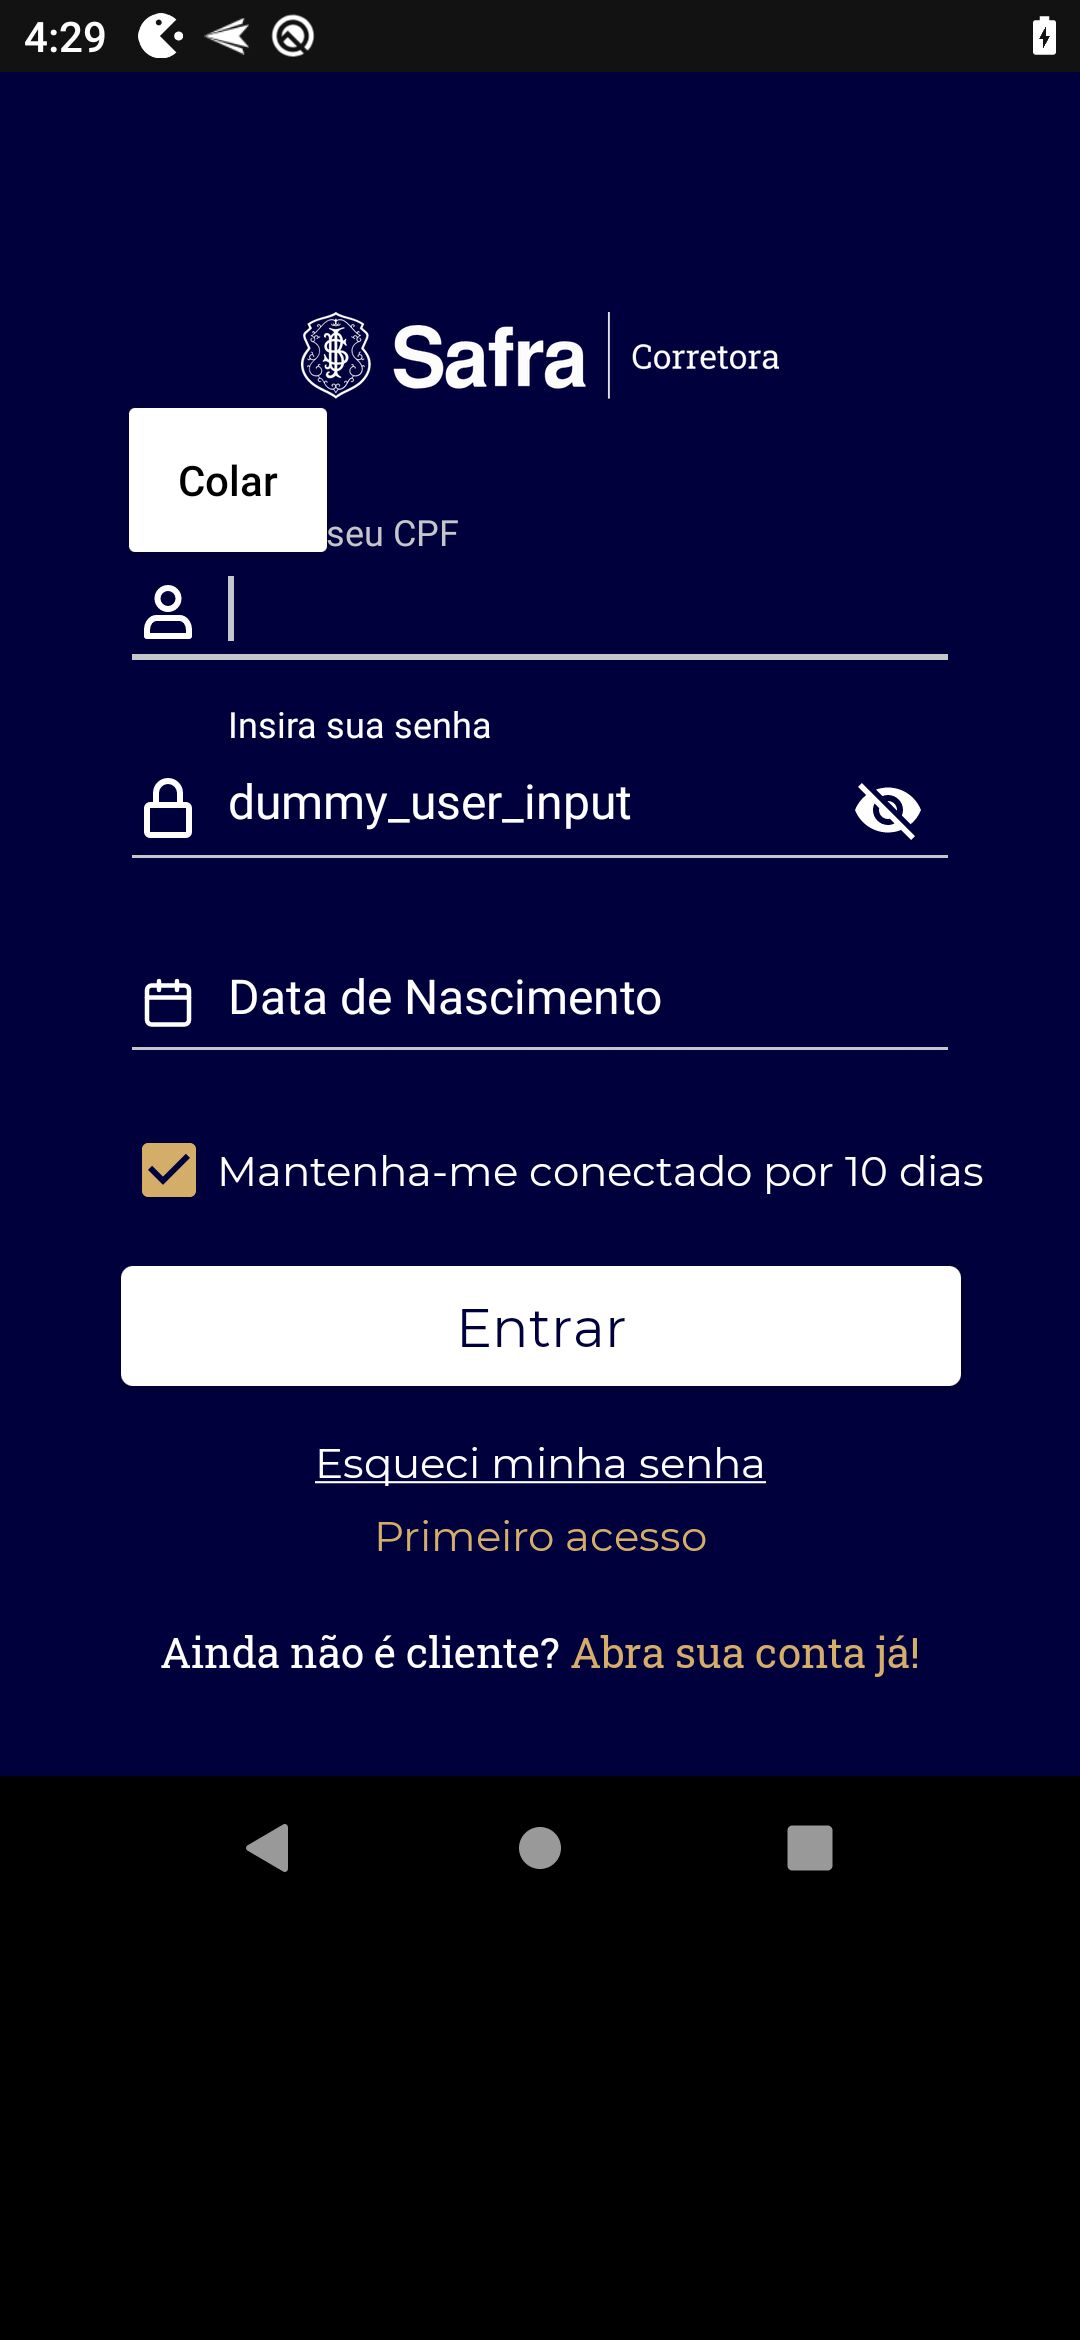 4:29
Safra Corretora
Colar
seu CPF
Insira sua senha
dummy_user_input
Data de Nascimento
Mantenha-me conectado por 10 dias
Entrar
Esqueci minha senha
Primeiro acesso
Ainda não é cliente? Abra sua conta já!